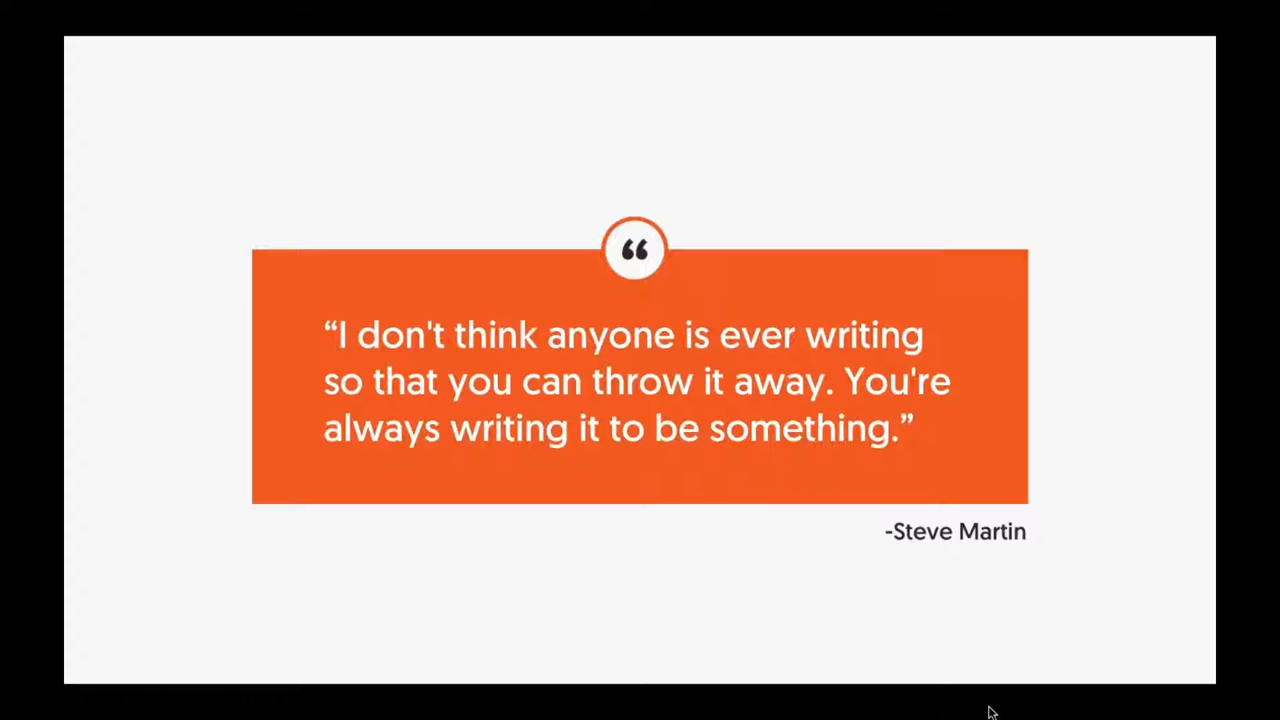 “
“I don't think anyone is ever writing
so that you can throw it away. You're
always writing it to be something.”
-Steve Martin